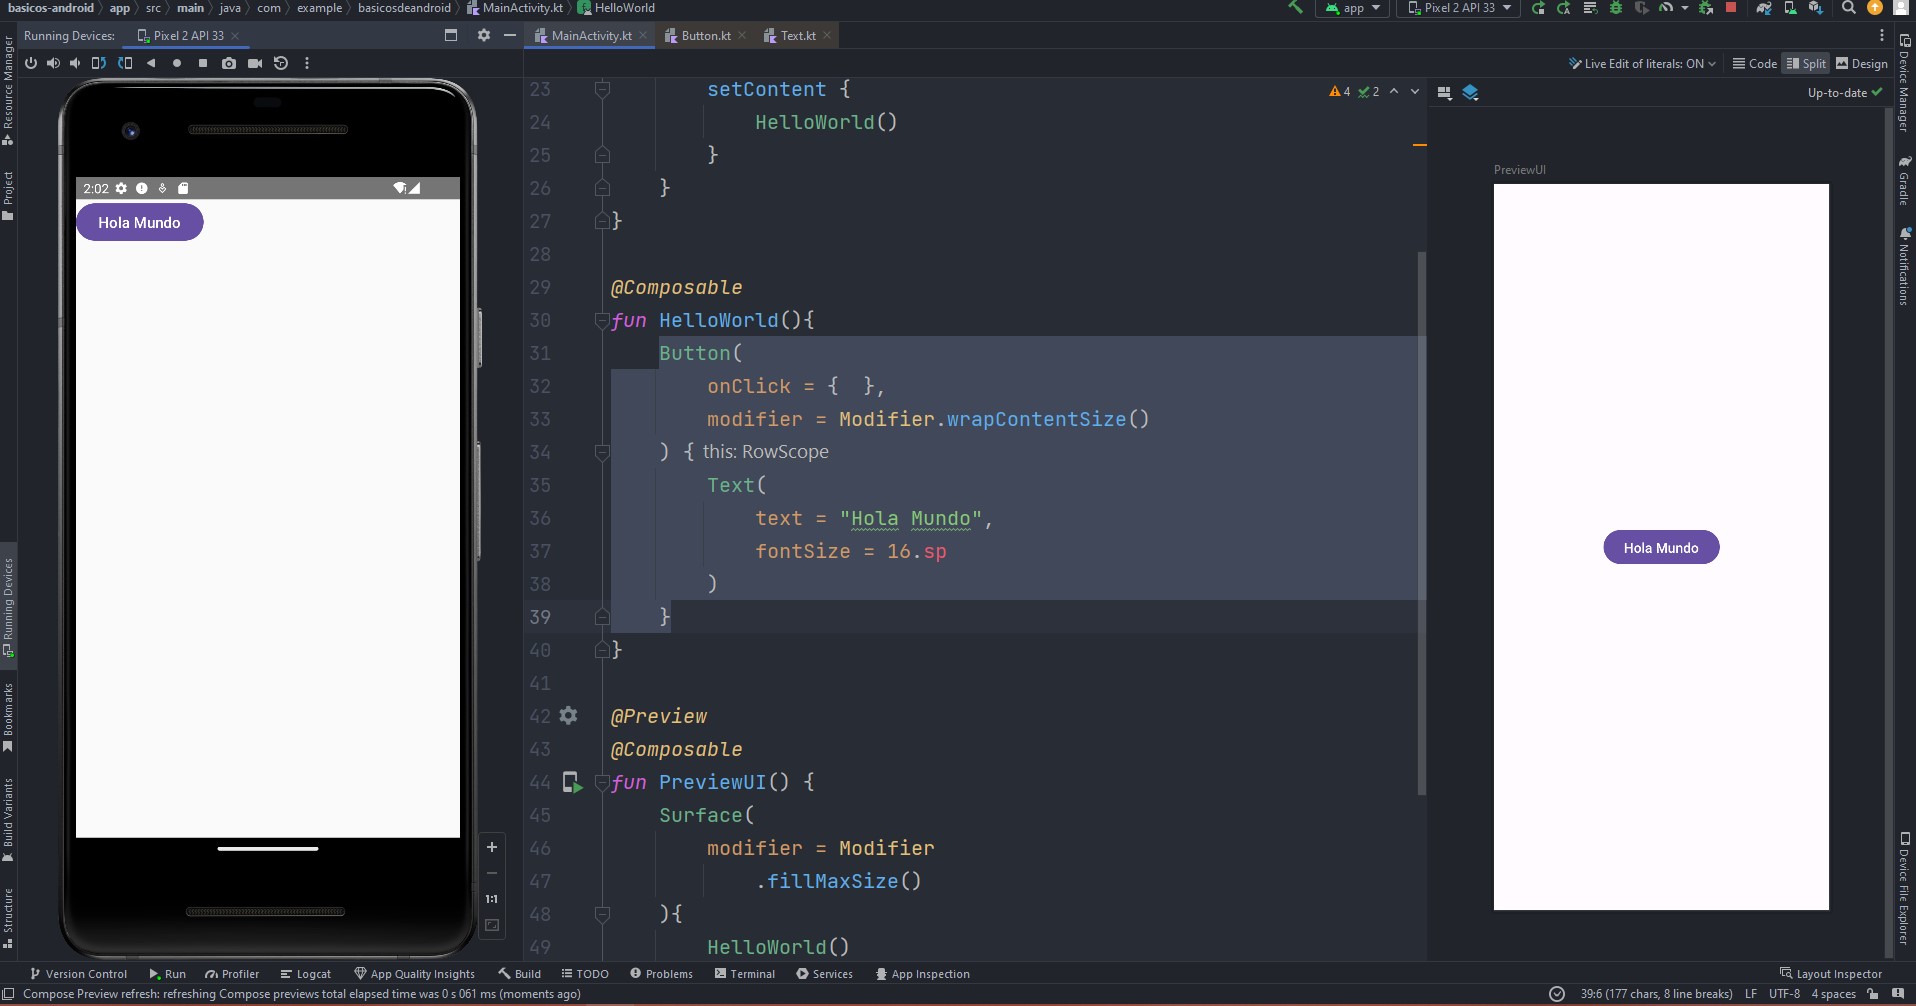 basicos-android app src main java com example basicosdeandroid MainActivity.kt HelloWorld
app Pixel 2 API 33
Running Devices: Pixel 2 API 33
MainActivity.kt Button.kt Text.kt
Live Edit of literals: ON Code Split Design
Resource Manager
Project
Running Devices
Bookmarks
Build Variants
Structure
2:02
Hola Mundo
+
−
1:1
4 2
23 setContent {
24 HelloWorld()
25 }
26 }
27 }
28
29 @Composable
30 fun HelloWorld(){
31 Button(
32 onClick = {  },
33 modifier = Modifier.wrapContentSize()
34 ) { this: RowScope
35 Text(
36 text = "Hola Mundo",
37 fontSize = 16.sp
38 )
39 }
40 }
41
42 @Preview
43 @Composable
44 fun PreviewUI() {
45 Surface(
46 modifier = Modifier
47 .fillMaxSize()
48 ){
49 HelloWorld()
Up-to-date
PreviewUI
Hola Mundo
Device Manager
Gradle
Notifications
Device File Explorer
Version Control Run Profiler Logcat App Quality Insights Build TODO Problems Terminal Services App Inspection Layout Inspector
Compose Preview refresh: refreshing Compose previews total elapsed time was 0 s 061 ms (moments ago) 39:6 (177 chars, 8 line breaks) LF UTF-8 4 spaces